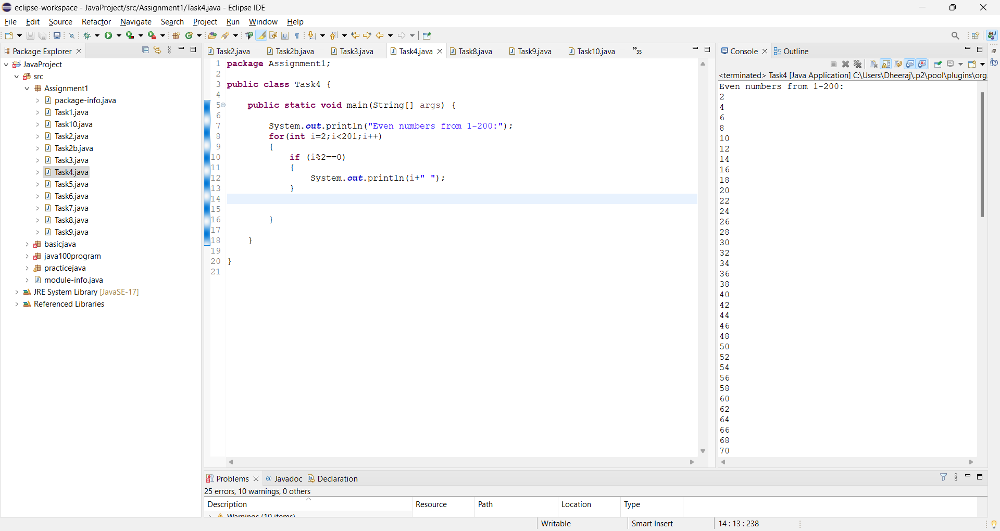 eclipse-workspace - JavaProject/src/Assignment1/Task4.java - Eclipse IDE
File Edit Source Refactor Navigate Search Project Run Window Help
Package Explorer
JavaProject
src
Assignment1
package-info.java
Task1.java
Task10.java
Task2.java
Task2b.java
Task3.java
Task4.java
Task5.java
Task6.java
Task7.java
Task8.java
Task9.java
basicjava
java100program
practicejava
module-info.java
JRE System Library [JavaSE-17]
Referenced Libraries
Task2.java Task2b.java Task3.java Task4.java Task8.java Task9.java Task10.java »35
1 package Assignment1;
2
3 public class Task4 {
4
5 public static void main(String[] args) {
6
7 System.out.println("Even numbers from 1-200:");
8 for(int i=2;i<201;i++)
9 {
10 if (i%2==0)
11 {
12 System.out.println(i+" ");
13 }
14
15
16 }
17
18 }
19
20 }
21
Console Outline
<terminated> Task4 [Java Application] C:\Users\Dheeraj\.p2\pool\plugins\org
Even numbers from 1-200:
2
4
6
8
10
12
14
16
18
20
22
24
26
28
30
32
34
36
38
40
42
44
46
48
50
52
54
56
58
60
62
64
66
68
70
Problems Javadoc Declaration
25 errors, 10 warnings, 0 others
Description Resource Path Location Type
Warnings (10 items)
Writable Smart Insert 14 : 13 : 238